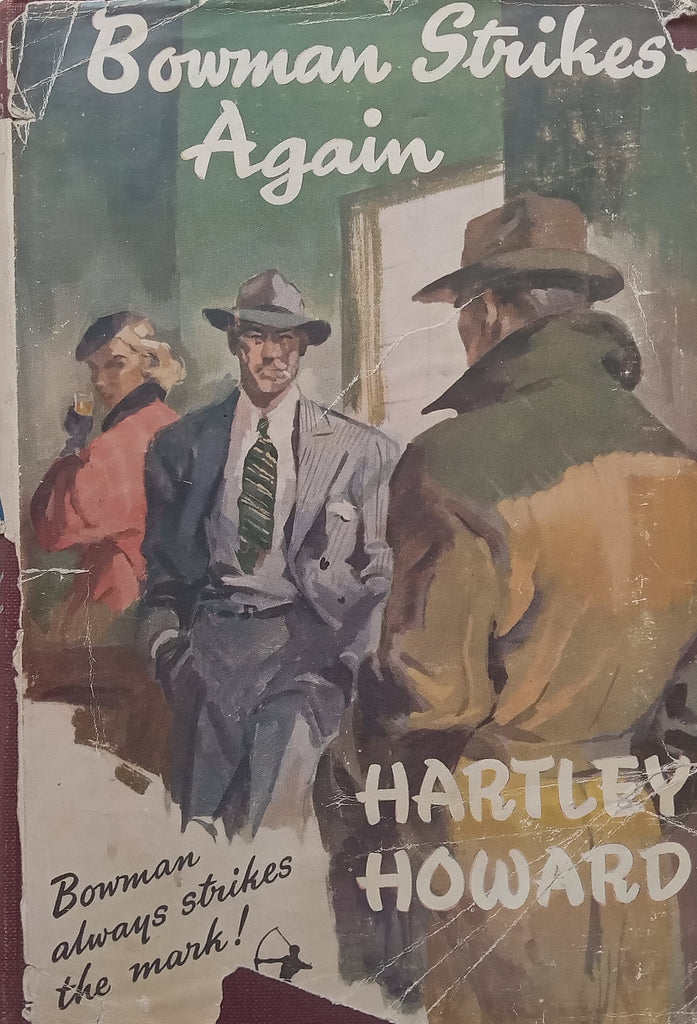 Bowman Strikes
Again
HARTLEY
HOWARD
Bowman
always strikes
the mark!